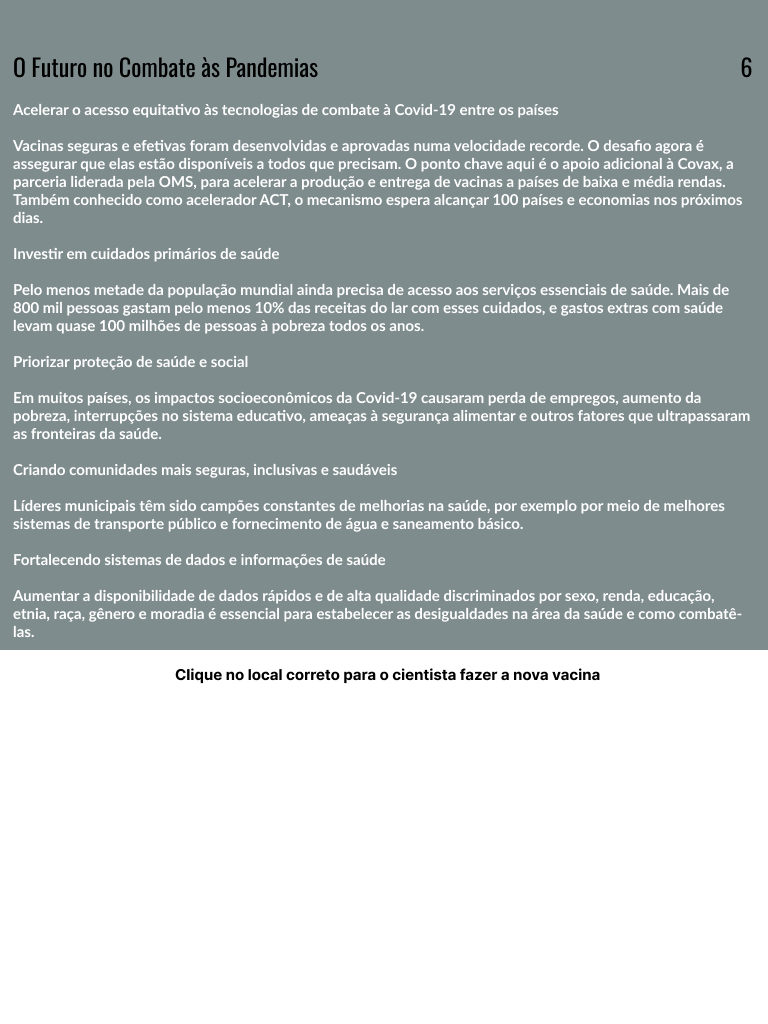 O Futuro no Combate às Pandemias
6
Acelerar o acesso equitativo às tecnologias de combate à Covid-19 entre os países
Vacinas seguras e efetivas foram desenvolvidas e aprovadas numa velocidade recorde. O desafio agora é
assegurar que elas estão disponíveis a todos que precisam. O ponto chave aqui é o apoio adicional à Covax, a
parceria liderada pela OMS, para acelerar a produção e entrega de vacinas a países de baixa e média rendas.
Também conhecido como acelerador ACT, o mecanismo espera alcançar 100 países e economias nos próximos
dias.
Investir em cuidados primários de saúde
Pelo menos metade da população mundial ainda precisa de acesso aos serviços essenciais de saúde. Mais de
800 mil pessoas gastam pelo menos 10% das receitas do lar com esses cuidados, e gastos extras com saúde
levam quase 100 milhões de pessoas à pobreza todos os anos.
Priorizar proteção de saúde e social
Em muitos países, os impactos socioeconômicos da Covid-19 causaram perda de empregos, aumento da
pobreza, interrupções no sistema educativo, ameaças à segurança alimentar e outros fatores que ultrapassaram
as fronteiras da saúde.
Criando comunidades mais seguras, inclusivas e saudáveis
Líderes municipais têm sido campões constantes de melhorias na saúde, por exemplo por meio de melhores
sistemas de transporte público e fornecimento de água e saneamento básico.
Fortalecendo sistemas de dados e informações de saúde
Aumentar a disponibilidade de dados rápidos e de alta qualidade discriminados por sexo, renda, educação,
etnia, raça, gênero e moradia é essencial para estabelecer as desigualdades na área da saúde e como combatê-
las.
Clique no local correto para o cientista fazer a nova vacina